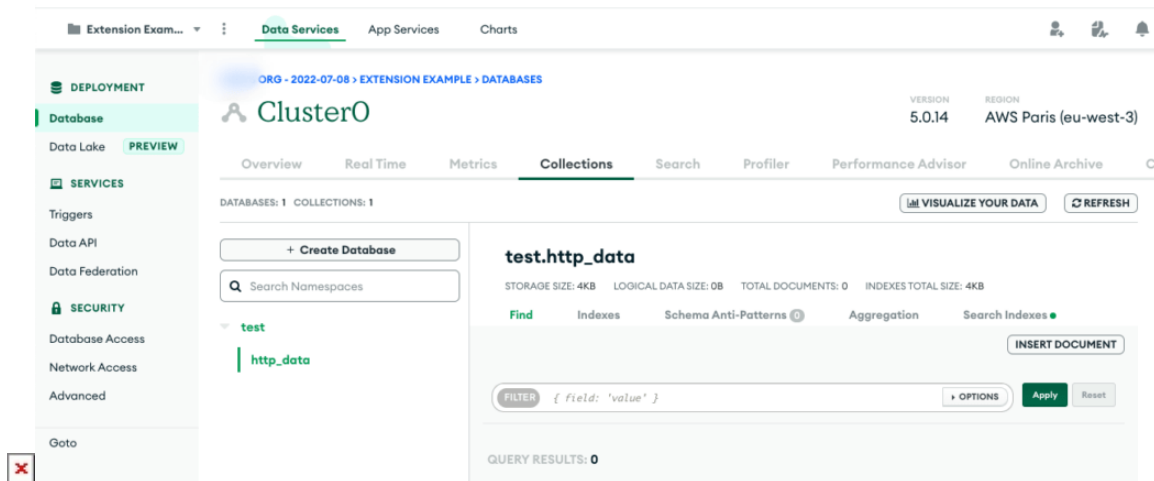 Extension Exam...
Data Services
App Services
Charts
DEPLOYMENT
Database
Data Lake PREVIEW
SERVICES
Triggers
Data API
Data Federation
SECURITY
Database Access
Network Access
Advanced
Goto
ORG - 2022-07-08 > EXTENSION EXAMPLE > DATABASES
Cluster0
VERSION
5.0.14
REGION
AWS Paris (eu-west-3)
Overview Real Time Metrics Collections Search Profiler Performance Advisor Online Archive
DATABASES: 1 COLLECTIONS: 1
VISUALIZE YOUR DATA
REFRESH
+ Create Database
Search Namespaces
test
http_data
test.http_data
STORAGE SIZE: 4KB LOGICAL DATA SIZE: 0B TOTAL DOCUMENTS: 0 INDEXES TOTAL SIZE: 4KB
Find Indexes Schema Anti-Patterns 0 Aggregation Search Indexes
INSERT DOCUMENT
FILTER { field: 'value' }
OPTIONS
Apply
Reset
QUERY RESULTS: 0